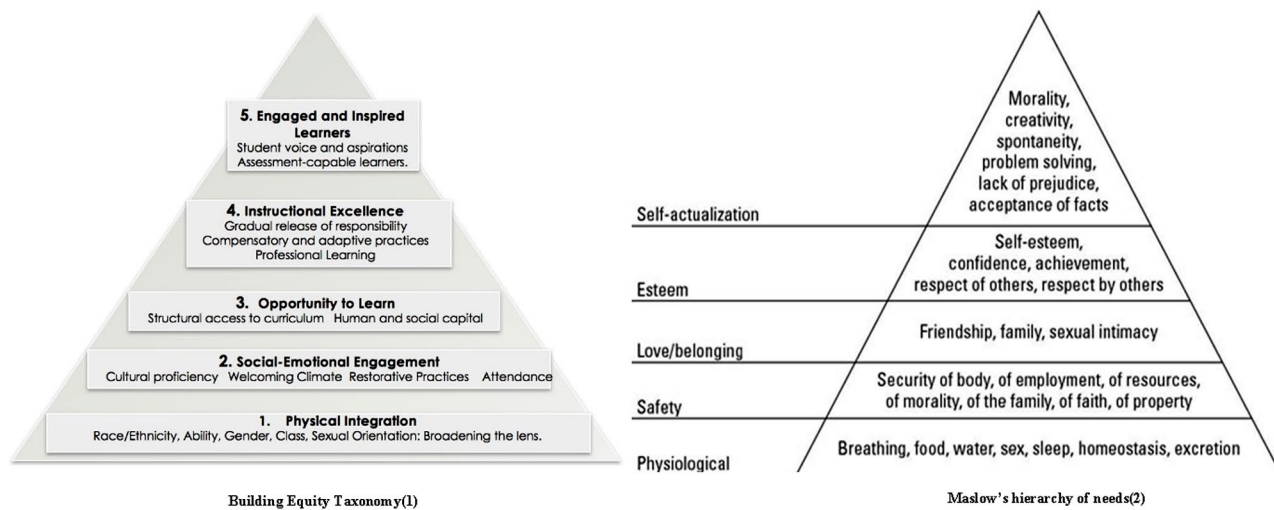 5. Engaged and Inspired
Learners
Student voice and aspirations
Assessment-capable learners.
4. Instructional Excellence
Gradual release of responsibility
Compensatory and adaptive practices
Professional Learning
3. Opportunity to Learn
Structural access to curriculum Human and social capital
2. Social-Emotional Engagement
Cultural proficiency Welcoming Climate Restorative Practices Attendance
1. Physical Integration
Race/Ethnicity, Ability, Gender, Class, Sexual Orientation: Broadening the lens.
Building Equity Taxonomy(1)
Morality,
creativity,
spontaneity,
problem solving,
lack of prejudice,
acceptance of facts
Self-actualization
Self-esteem,
confidence, achievement,
respect of others, respect by others
Esteem
Friendship, family, sexual intimacy
Love/belonging
Security of body, of employment, of resources,
of morality, of the family, of faith, of property
Safety
Breathing, food, water, sex, sleep, homeostasis, excretion
Physiological
Maslow's hierarchy of needs(2)